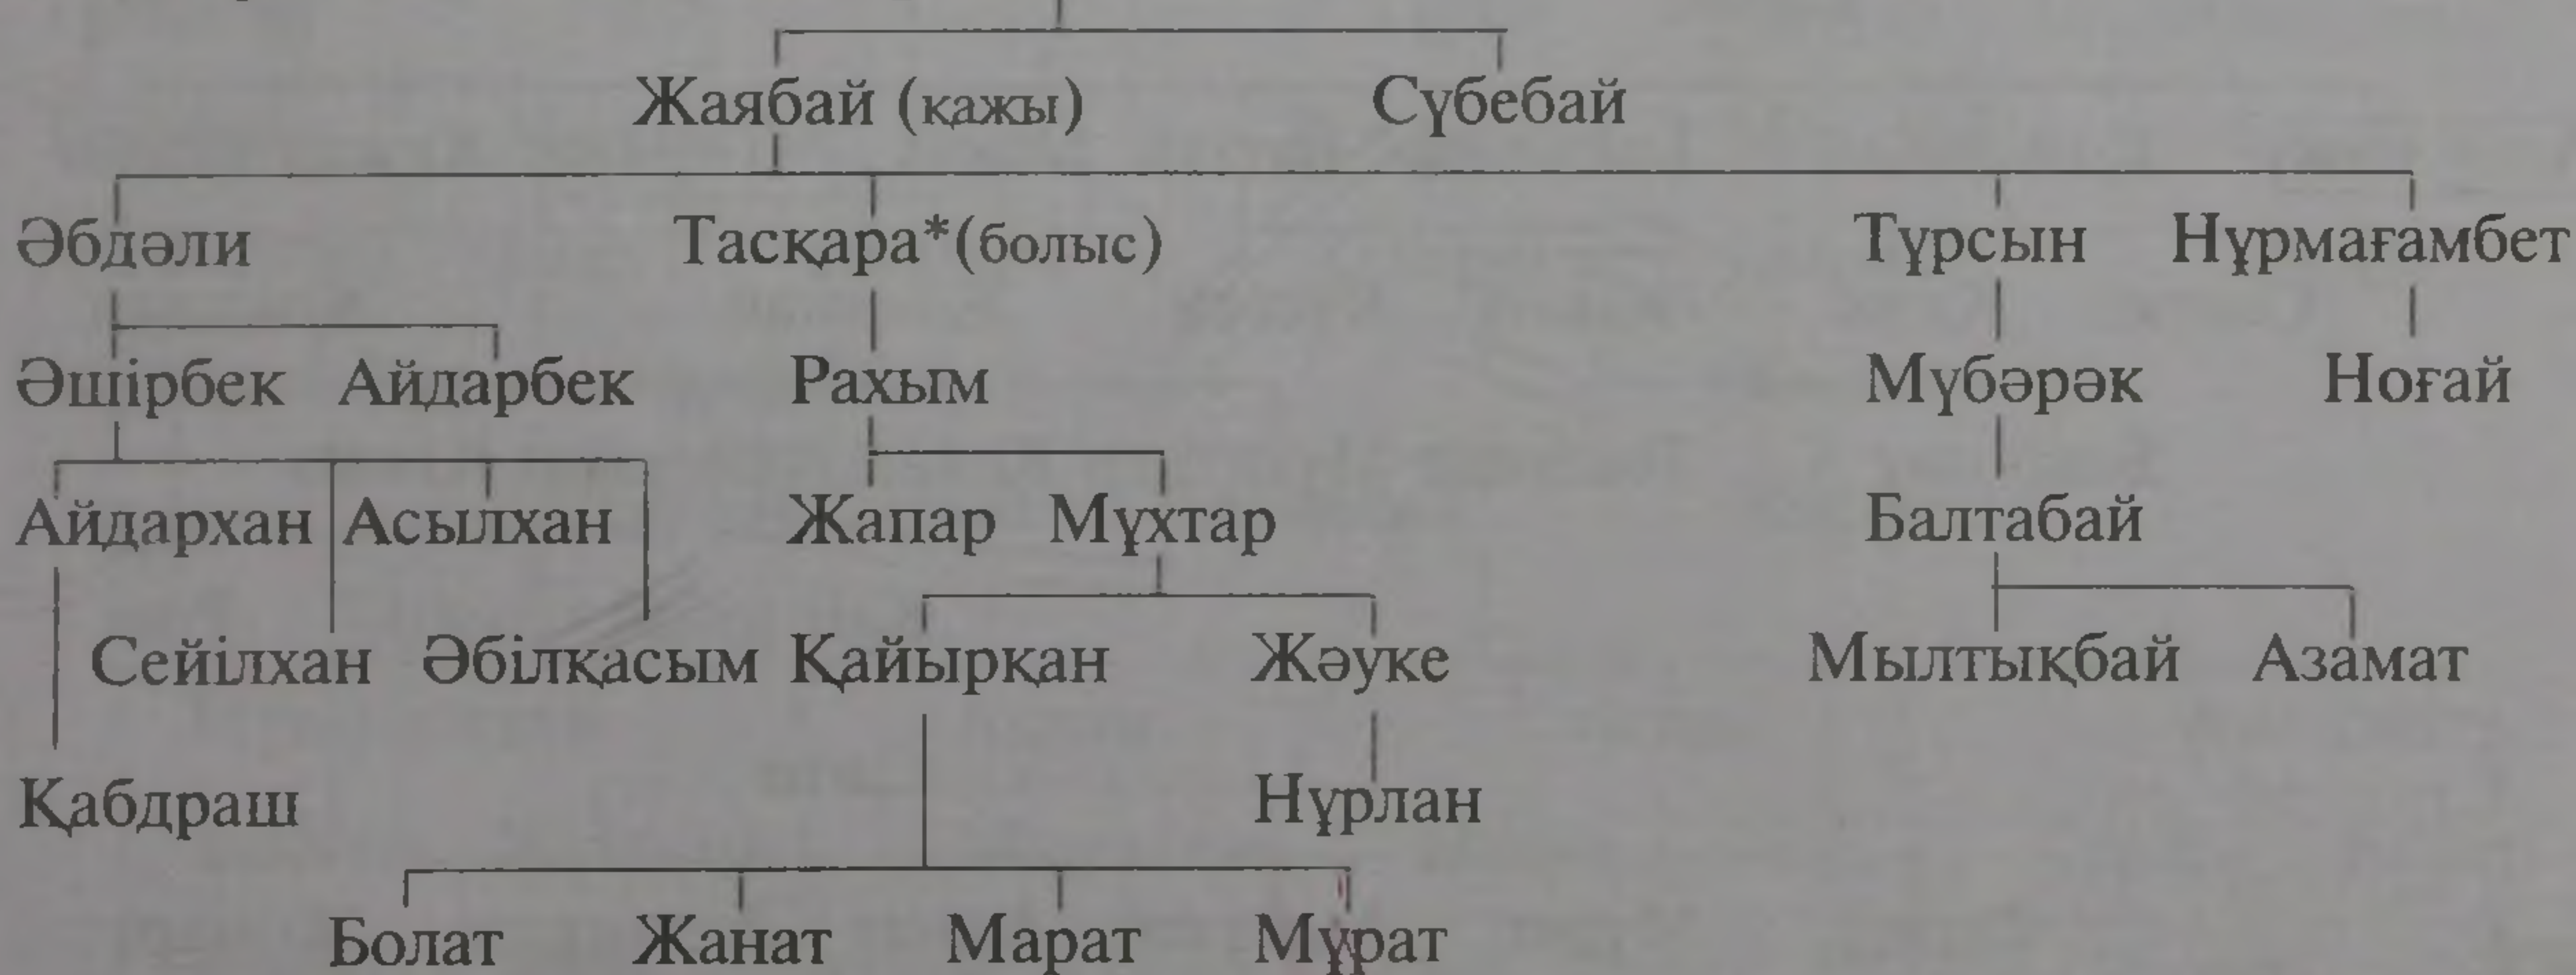 Жаябай (қажы) Сүбебай
Әбдәли Тасқара*(болыс) Тұрсын Нұрмағамбет
Әшірбек Айдарбек Рахым Мүбәрәк Ноғай
Айдархан Асылхан Жапар Мұхтар Балтабай
Сейілхан Әбілқасым Қайырқан Жәуке Мылтықбай Азамат
Қабдраш Нұрлан
Болат Жанат Марат Мұрат